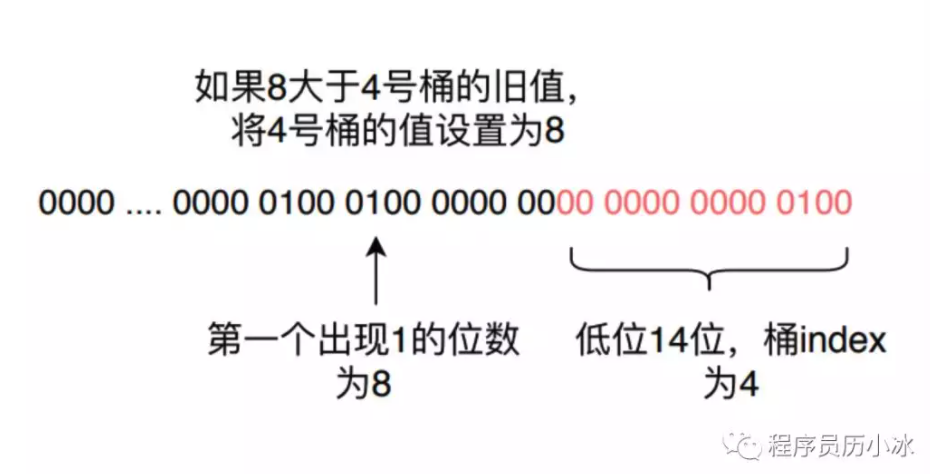 如果8大于4号桶的旧值，
将4号桶的值设置为8
0000 .... 0000 0100 0100 0000 0000 0000 0000 0100
第一个出现1的位数
为8
低位14位，桶index
为4
程序员历小冰